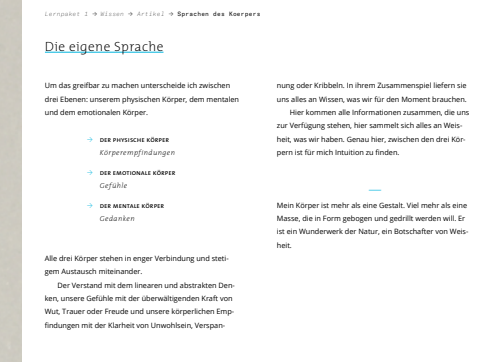 Lernpaket 1 → Wissen → Artikel → Sprachen des Koerpers
Die eigene Sprache
Um das greifbar zu machen unterscheide ich zwischen
drei Ebenen: unserem physischen Körper, dem mentalen
und dem emotionalen Körper.
→ DER PHYSISCHE KÖRPER
Körperempfindungen
→ DER EMOTIONALE KÖRPER
Gefühle
→ DER MENTALE KÖRPER
Gedanken
Alle drei Körper stehen in enger Verbindung und steti-
gem Austausch miteinander.
Der Verstand mit dem linearen und abstrakten Den-
ken, unsere Gefühle mit der überwältigenden Kraft von
Wut, Trauer oder Freude und unsere körperlichen Emp-
findungen mit der Klarheit von Unwohlsein, Verspan-
nung oder Kribbeln. In ihrem Zusammenspiel liefern sie
uns alles an Wissen, was wir für den Moment brauchen.
Hier kommen alle Informationen zusammen, die uns
zur Verfügung stehen, hier sammelt sich alles an Weis-
heit, was wir haben. Genau hier, zwischen den drei Kör-
pern ist für mich Intuition zu finden.
Mein Körper ist mehr als eine Gestalt. Viel mehr als eine
Masse, die in Form gebogen und gedrillt werden will. Er
ist ein Wunderwerk der Natur, ein Botschafter von Weis-
heit.